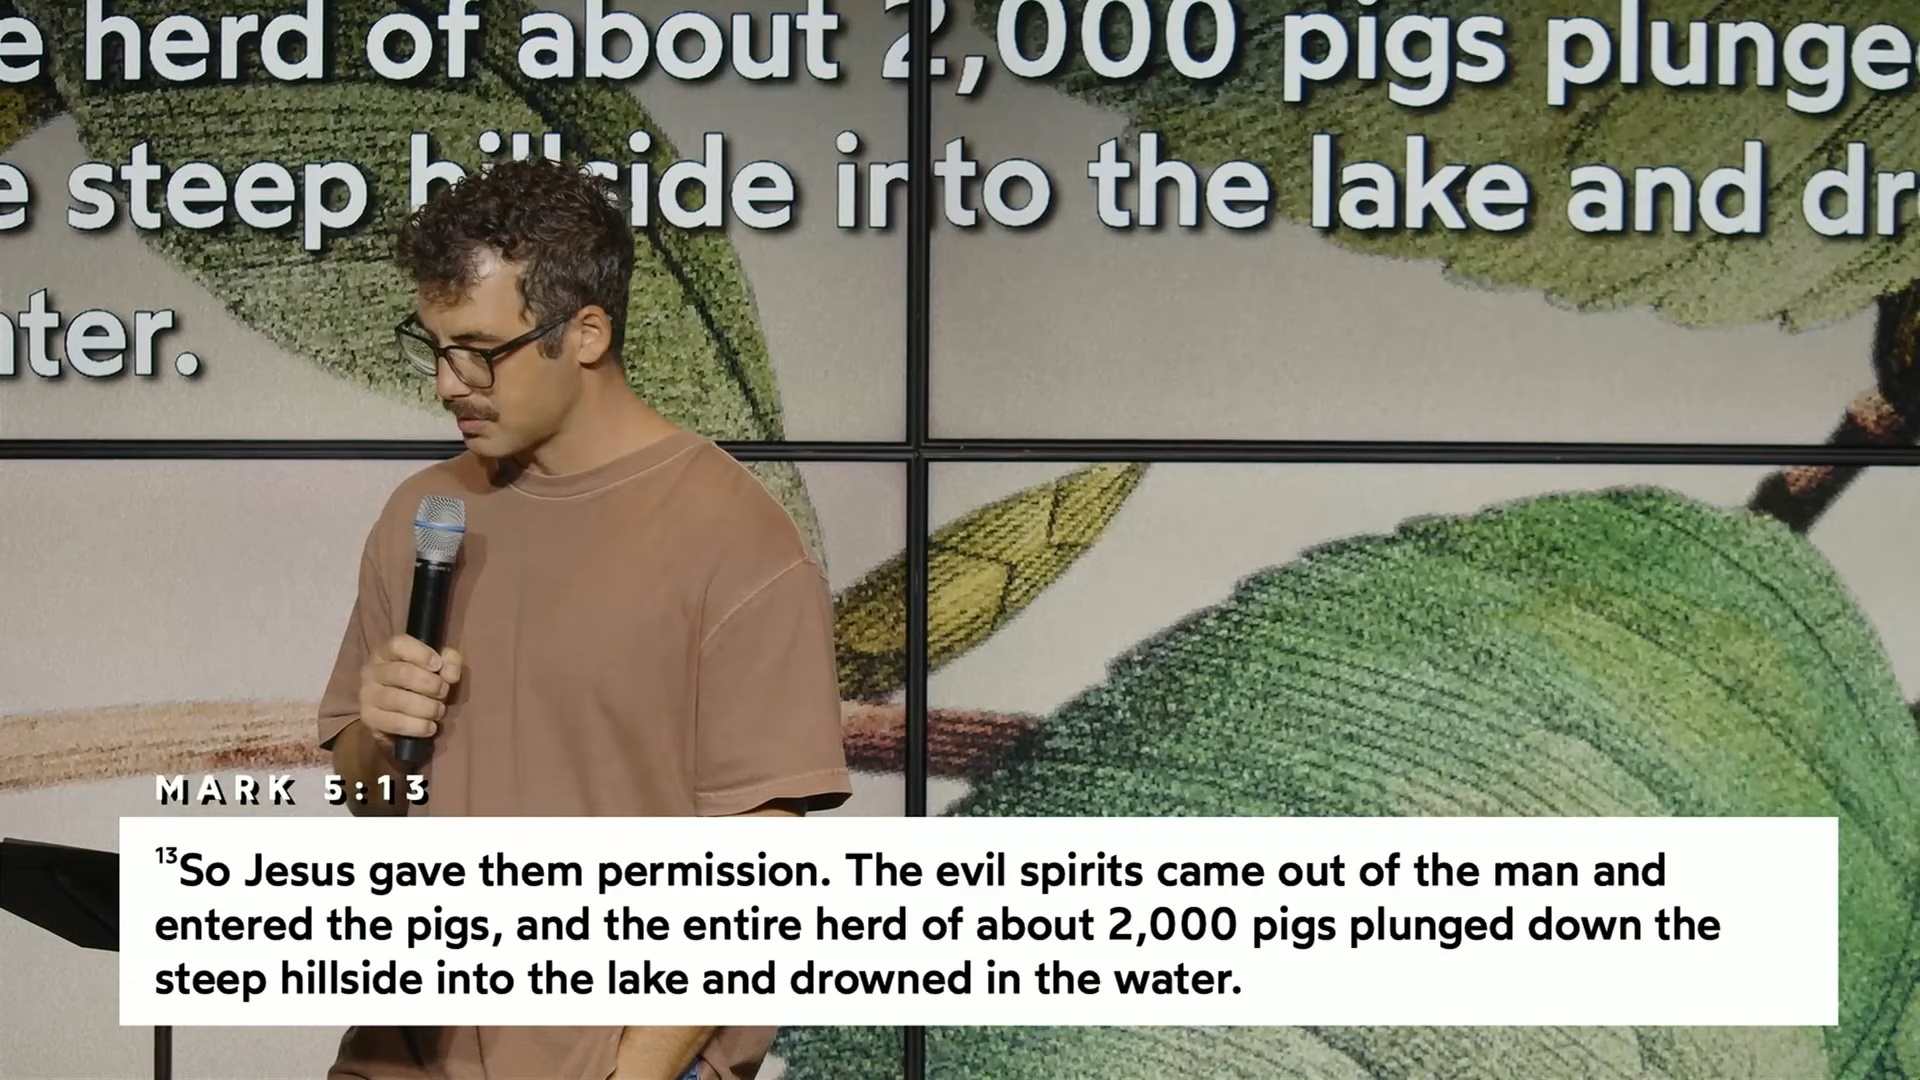 e herd of about 2,000 pigs plunge
e steep hillside into the lake and dr
ater.
MARK 5:13
13So Jesus gave them permission. The evil spirits came out of the man and
entered the pigs, and the entire herd of about 2,000 pigs plunged down the
steep hillside into the lake and drowned in the water.